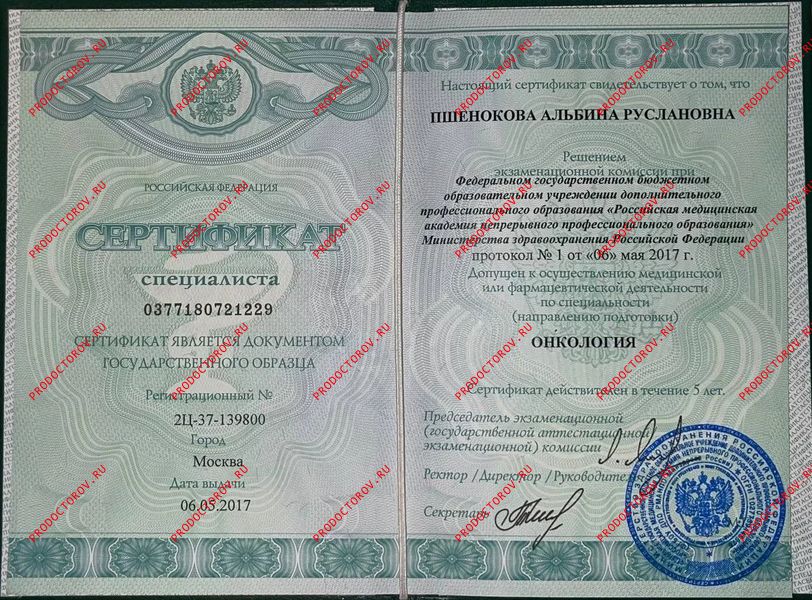 РОССИЙСКАЯ ФЕДЕРАЦИЯ
СЕРТИФИКАТ
специалиста
0377180721229
СЕРТИФИКАТ ЯВЛЯЕТСЯ ДОКУМЕНТОМ
ГОСУДАРСТВЕННОГО ОБРАЗЦА
Регистрационный №
2Ц-37-139800
Город
Москва
Дата выдачи
06.05.2017
Настоящий сертификат свидетельствует о том, что
ПШЕНОКОВА АЛЬБИНА РУСЛАНОВНА
Решением
экзаменационной комиссии при
Федеральном государственном бюджетном
образовательном учреждении дополнительного
профессионального образования «Российская медицинская
академия непрерывного профессионального образования»
Министерства здравоохранения Российской Федерации
протокол № 1 от «06» мая 2017 г.
Допущен к осуществлению медицинской
или фармацевтической деятельности
по специальности
(направлению подготовки)
ОНКОЛОГИЯ
Сертификат действителен в течение 5 лет.
Председатель экзаменационной
(государственной аттестационной
экзаменационной) комиссии
Ректор / Директор / Руководитель
Секретарь
PRODOCTOROV.RU